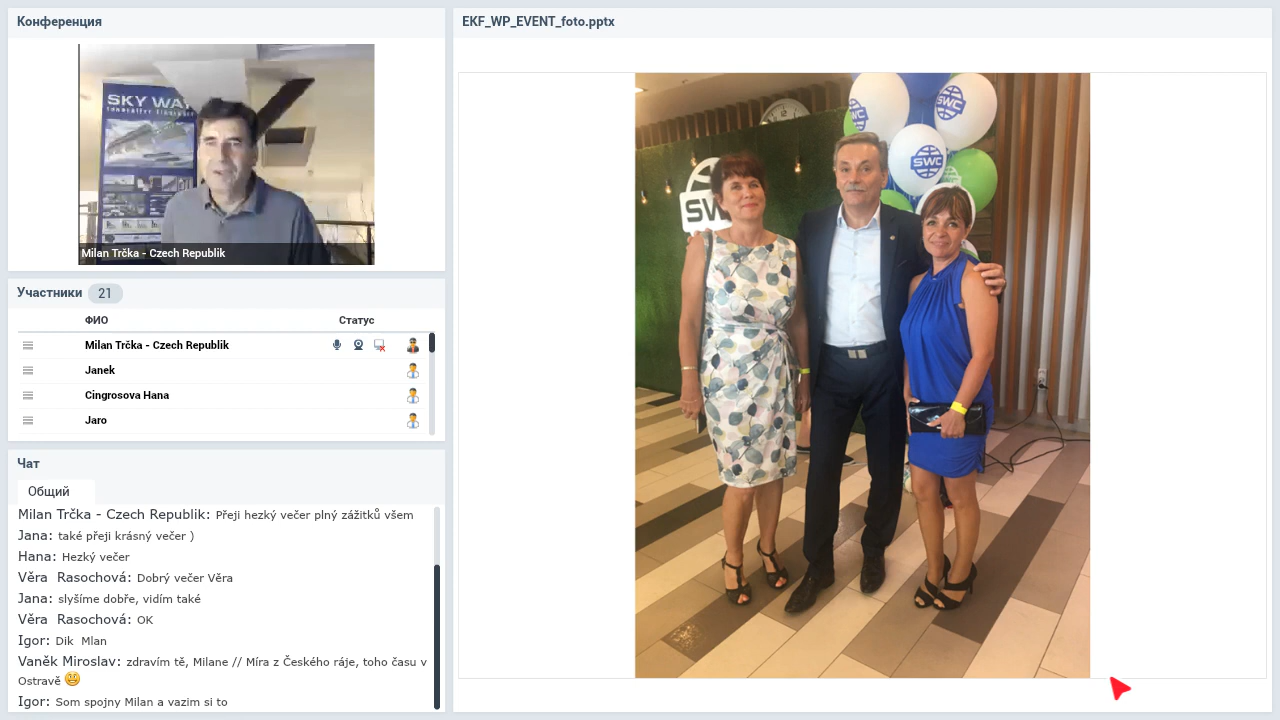 Конференция
SKY WAY
Milan Trčka - Czech Republik
Участники 21
ФИО Статус
Milan Trčka - Czech Republik
Janek
Cingrosova Hana
Jaro
Чат
Общий
Milan Trčka - Czech Republik: Přeji hezký večer plný zážitků všem
Jana: také přeji krásný večer )
Hana: Hezký večer
Věra Rasochová: Dobrý večer Věra
Jana: slyšíme dobře, vidím také
Věra Rasochová: OK
Igor: Dik Mlan
Vaněk Miroslav: zdravím tě, Milane // Míra z Českého ráje, toho času v
Ostravě
Igor: Som spojny Milan a vazim si to
EKF_WP_EVENT_foto.pptx
SWC
SWC
SWC